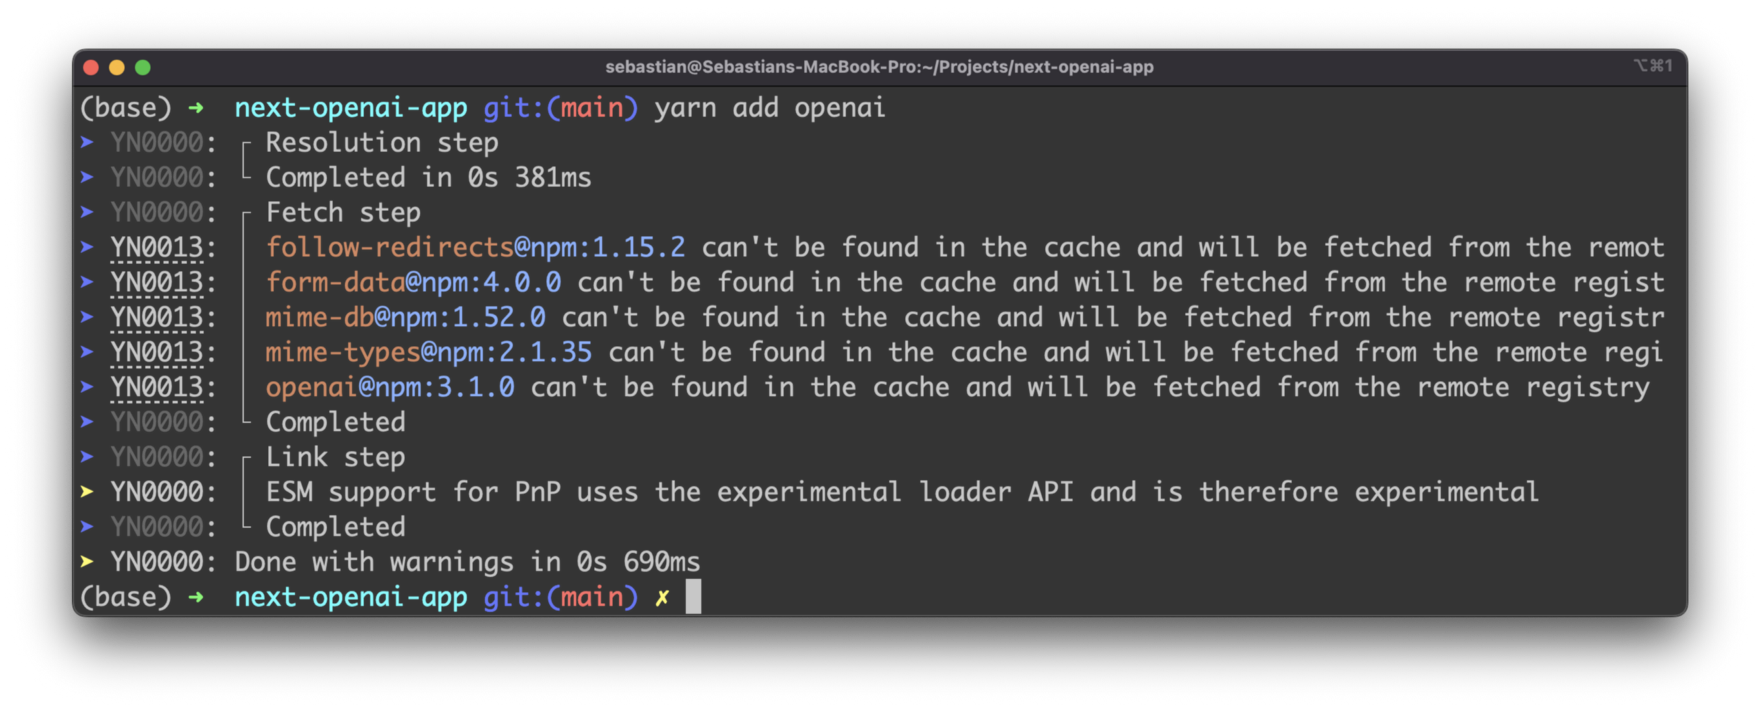 sebastian@Sebastians-MacBook-Pro:~/Projects/next-openai-app ⌥⌘1
(base) ➜ next-openai-app git:(main) yarn add openai
➤ YN0000: ┌ Resolution step
➤ YN0000: └ Completed in 0s 381ms
➤ YN0000: ┌ Fetch step
➤ YN0013: │ follow-redirects@npm:1.15.2 can't be found in the cache and will be fetched from the remot
➤ YN0013: │ form-data@npm:4.0.0 can't be found in the cache and will be fetched from the remote regist
➤ YN0013: │ mime-db@npm:1.52.0 can't be found in the cache and will be fetched from the remote registr
➤ YN0013: │ mime-types@npm:2.1.35 can't be found in the cache and will be fetched from the remote regi
➤ YN0013: │ openai@npm:3.1.0 can't be found in the cache and will be fetched from the remote registry
➤ YN0000: └ Completed
➤ YN0000: ┌ Link step
➤ YN0000: │ ESM support for PnP uses the experimental loader API and is therefore experimental
➤ YN0000: └ Completed
➤ YN0000: Done with warnings in 0s 690ms
(base) ➜ next-openai-app git:(main) ✗